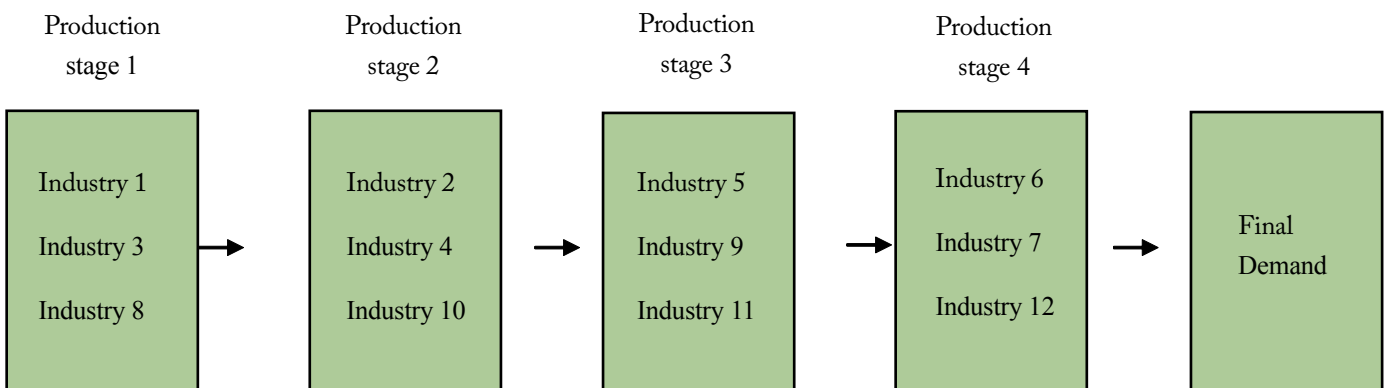 Production
stage 1
Production
stage 2
Production
stage 3
Production
stage 4
Industry 1
Industry 3
Industry 8
Industry 2
Industry 4
Industry 10
Industry 5
Industry 9
Industry 11
Industry 6
Industry 7
Industry 12
Final
Demand